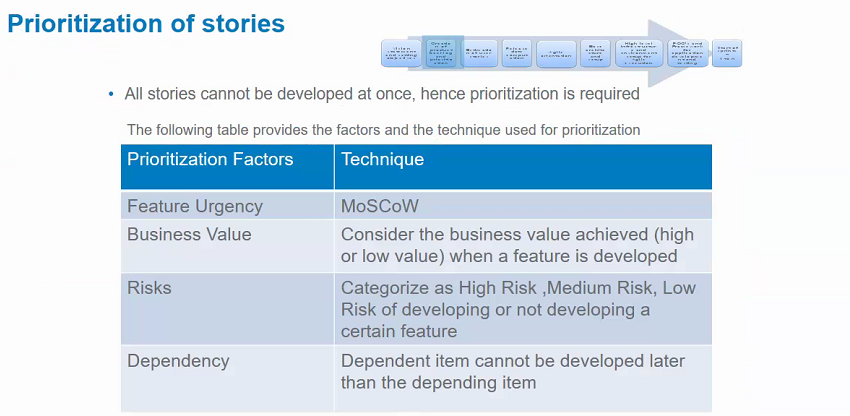 Prioritization of stories
• All stories cannot be developed at once, hence prioritization is required
The following table provides the factors and the technique used for prioritization
Prioritization Factors Technique
Feature Urgency MoSCoW
Business Value Consider the business value achieved (high
or low value) when a feature is developed
Risks Categorize as High Risk ,Medium Risk, Low
Risk of developing or not developing a
certain feature
Dependency Dependent item cannot be developed later
than the depending item